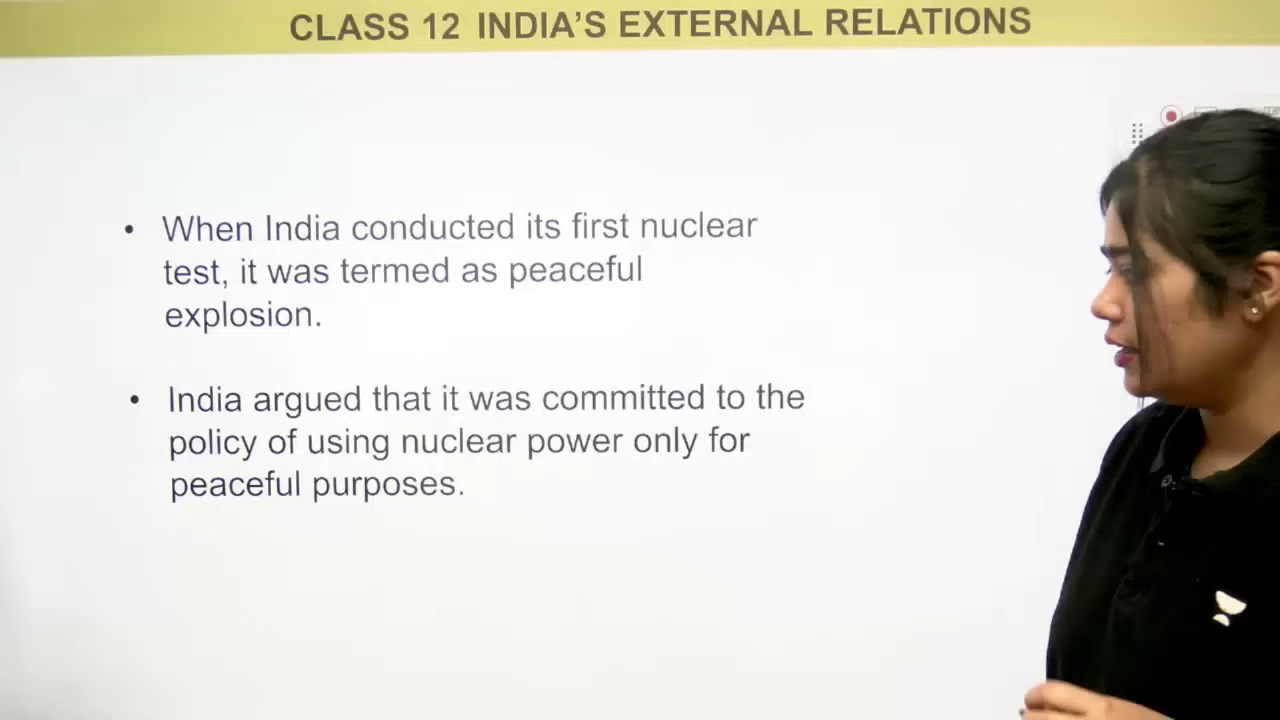 CLASS 12 INDIA'S EXTERNAL RELATIONS
• When India conducted its first nuclear
test, it was termed as peaceful
explosion.
• India argued that it was committed to the
policy of using nuclear power only for
peaceful purposes.